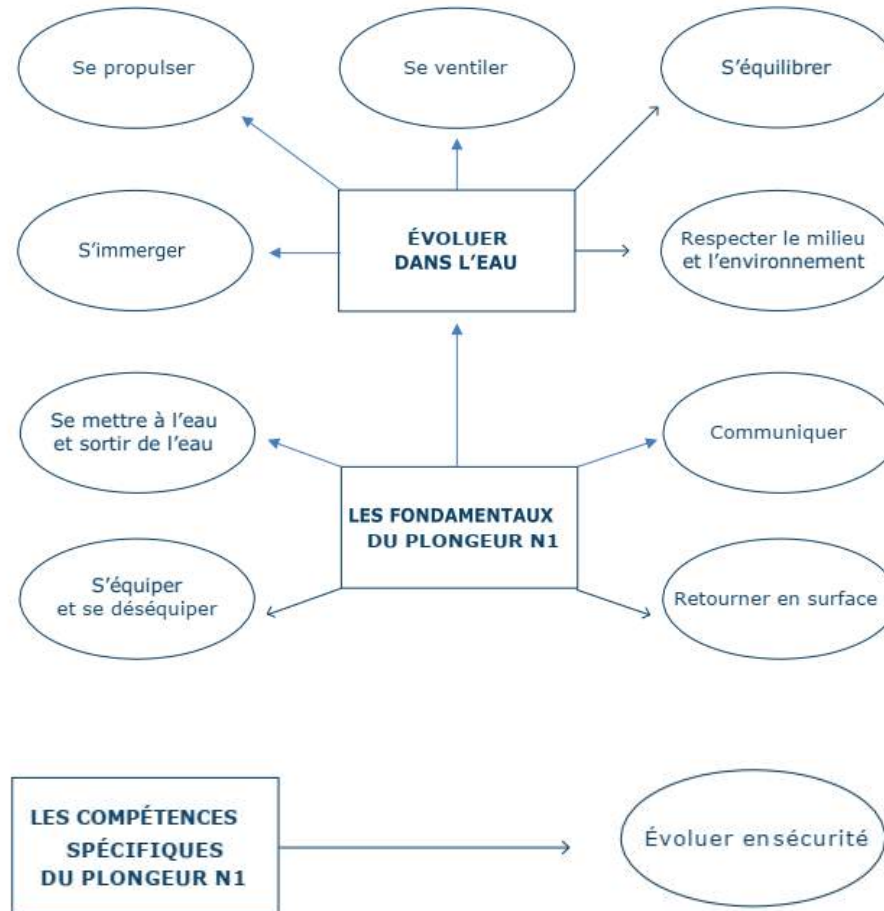 Se propulser
Se ventiler
S’équilibrer
ÉVOLUER
DANS L’EAU
S’immerger
Respecter le milieu
et l’environnement
Se mettre à l’eau
et sortir de l’eau
Communiquer
LES FONDAMENTAUX
DU PLONGEUR N1
S’équiper
et se déséquiper
Retourner en surface
LES COMPÉTENCES
SPÉCIFIQUES
DU PLONGEUR N1
Évoluer en sécurité